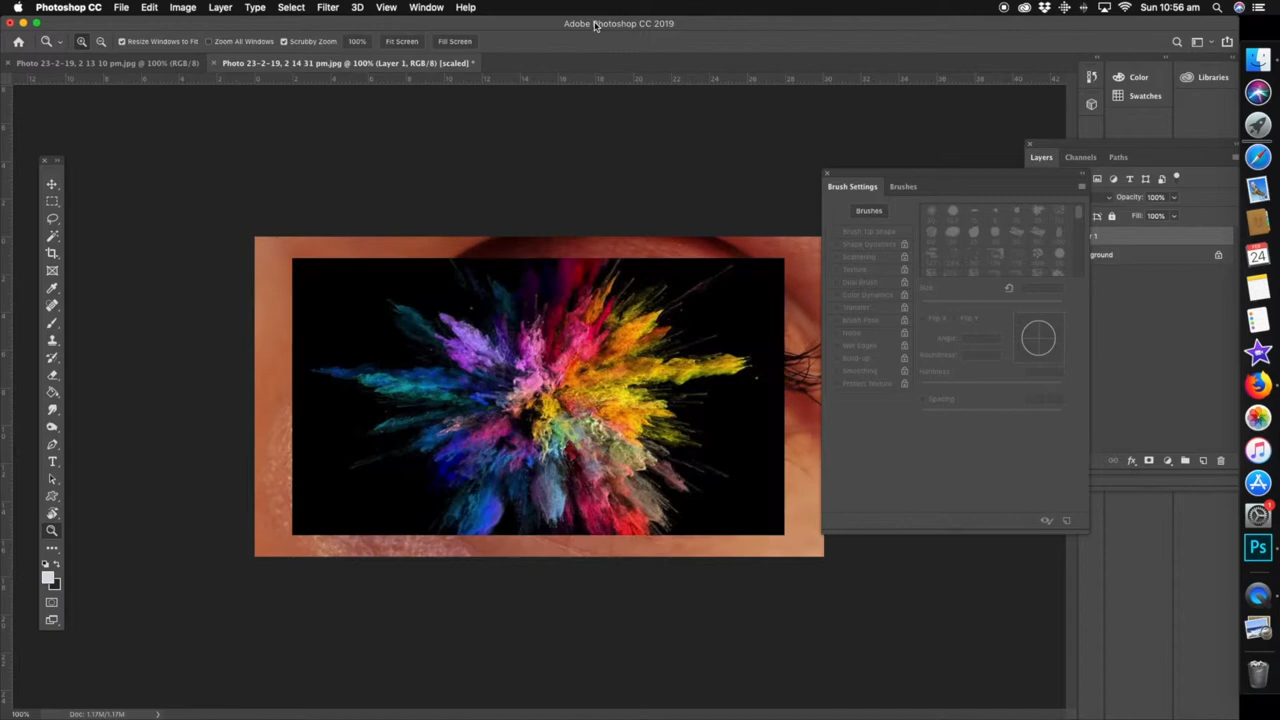 Photoshop CC File Edit Image Layer Type Select Filter 3D View Window Help Sun 10:56 am
Adobe Photoshop CC 2019
Resize Windows to Fit Zoom All Windows Scrubby Zoom 100% Fit Screen Fill Screen
Photo 23-2-19, 2 13 10 pm.jpg @ 100% (RGB/8) Photo 23-2-19, 2 14 31 pm.jpg @ 100% (Layer 1, RGB/8) [scaled] *
Color
Libraries
Swatches
Layers Channels Paths
Opacity: 100%
Fill: 100%
r 1
ground
Brush Settings Brushes
Brushes
Brush Tip Shape
Shape Dynamics
Scattering
Texture
Dual Brush
Color Dynamics
Transfer
Brush Pose
Noise
Wet Edges
Build-up
Smoothing
Protect Texture
Size:
Flip X Flip Y
Angle:
Roundness:
Hardness:
Spacing
FEB
24
1
Ps
100% Doc: 1.17M/1.17M